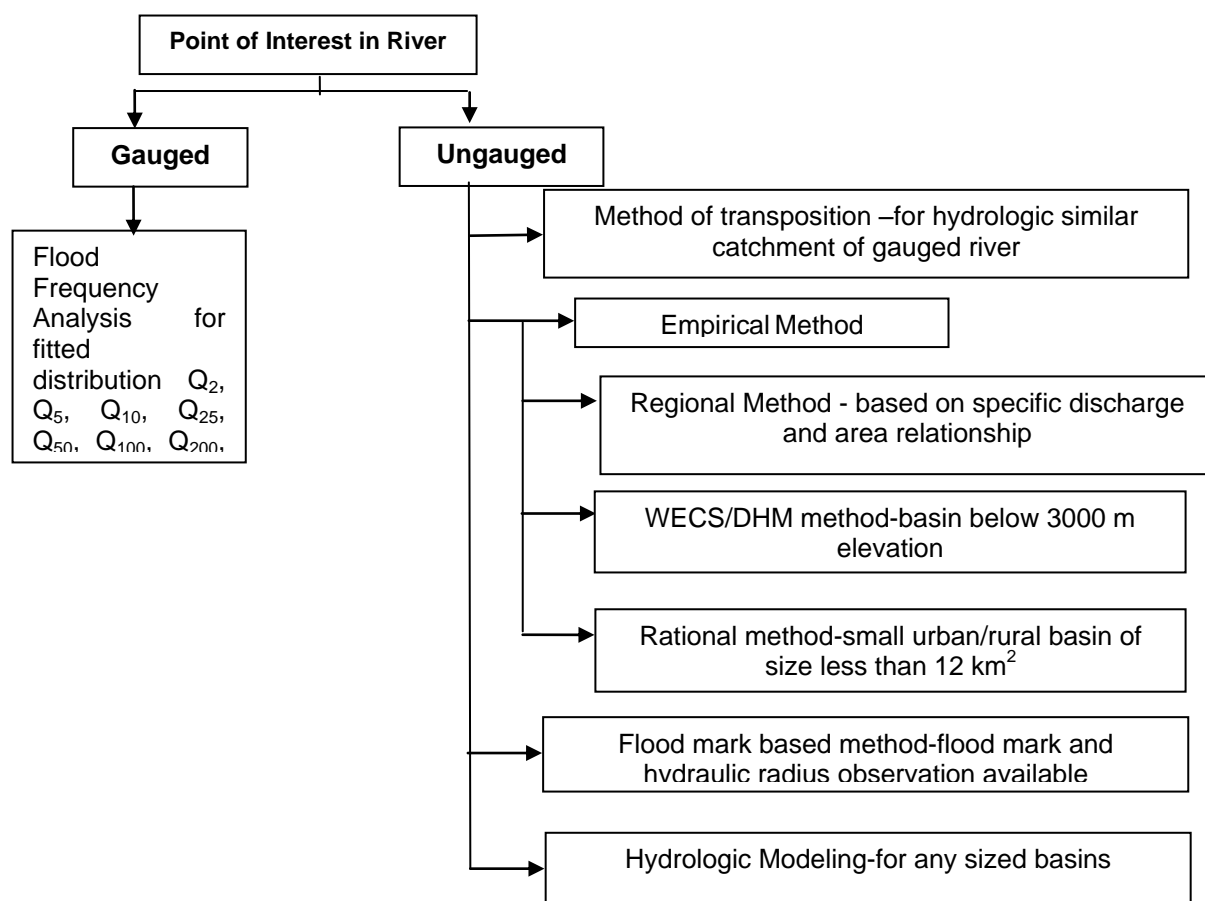 Point of Interest in River
Gauged
Ungauged
Flood
Frequency
Analysis for
fitted
distribution Q₂,
Q₅, Q₁₀, Q₂₅,
Q₅₀, Q₁₀₀, Q₂₀₀,
Method of transposition –for hydrologic similar
catchment of gauged river
Empirical Method
Regional Method - based on specific discharge
and area relationship
WECS/DHM method-basin below 3000 m
elevation
Rational method-small urban/rural basin of
size less than 12 km²
Flood mark based method-flood mark and
hydraulic radius observation available
Hydrologic Modeling-for any sized basins